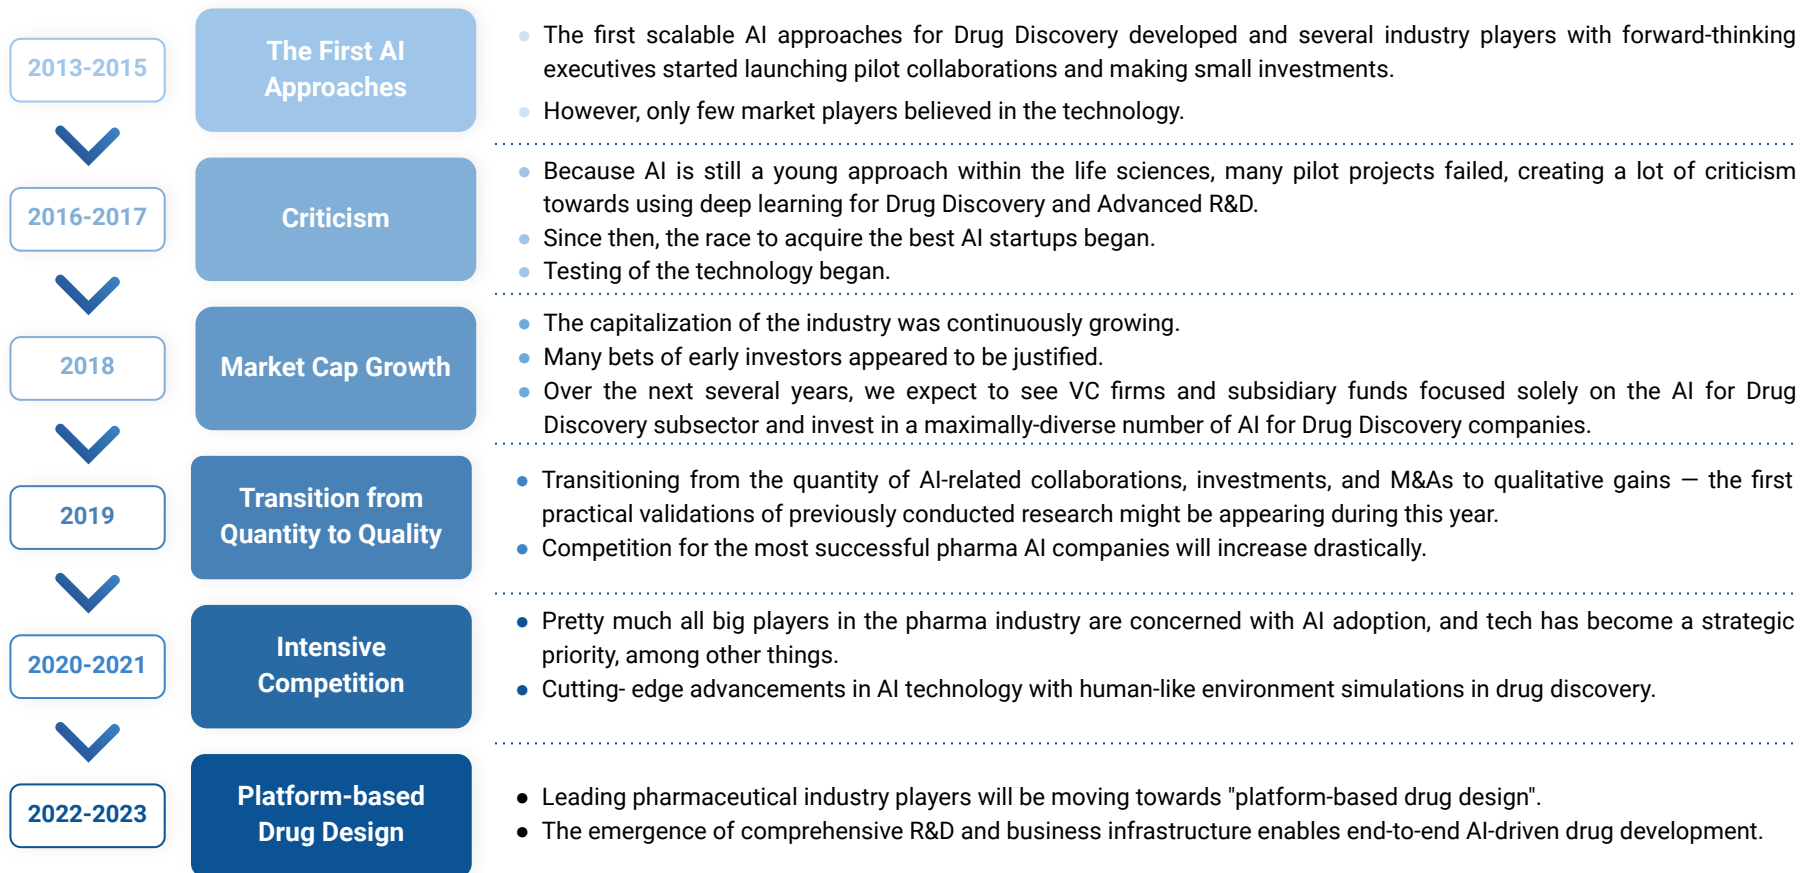 2013-2015
The First AI
Approaches
The first scalable AI approaches for Drug Discovery developed and several industry players with forward-thinking
executives started launching pilot collaborations and making small investments.
However, only few market players believed in the technology.
2016-2017
Criticism
Because AI is still a young approach within the life sciences, many pilot projects failed, creating a lot of criticism
towards using deep learning for Drug Discovery and Advanced R&D.
Since then, the race to acquire the best AI startups began.
Testing of the technology began.
2018
Market Cap Growth
The capitalization of the industry was continuously growing.
Many bets of early investors appeared to be justified.
Over the next several years, we expect to see VC firms and subsidiary funds focused solely on the AI for Drug
Discovery subsector and invest in a maximally-diverse number of AI for Drug Discovery companies.
2019
Transition from
Quantity to Quality
Transitioning from the quantity of AI-related collaborations, investments, and M&As to qualitative gains — the first
practical validations of previously conducted research might be appearing during this year.
Competition for the most successful pharma AI companies will increase drastically.
2020-2021
Intensive
Competition
Pretty much all big players in the pharma industry are concerned with AI adoption, and tech has become a strategic
priority, among other things.
Cutting- edge advancements in AI technology with human-like environment simulations in drug discovery.
2022-2023
Platform-based
Drug Design
Leading pharmaceutical industry players will be moving towards "platform-based drug design".
The emergence of comprehensive R&D and business infrastructure enables end-to-end AI-driven drug development.